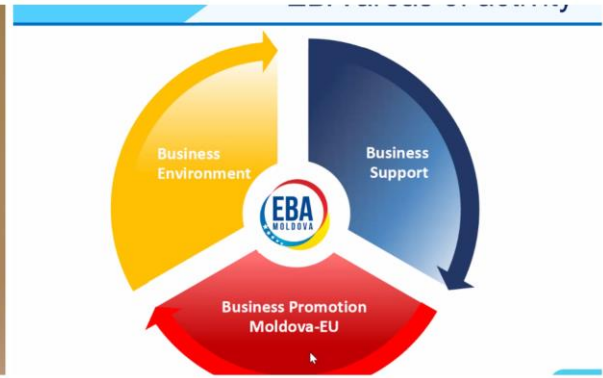 Business
Environment
Business
Support
EBA
MOLDOVA
Business Promotion
Moldova-EU